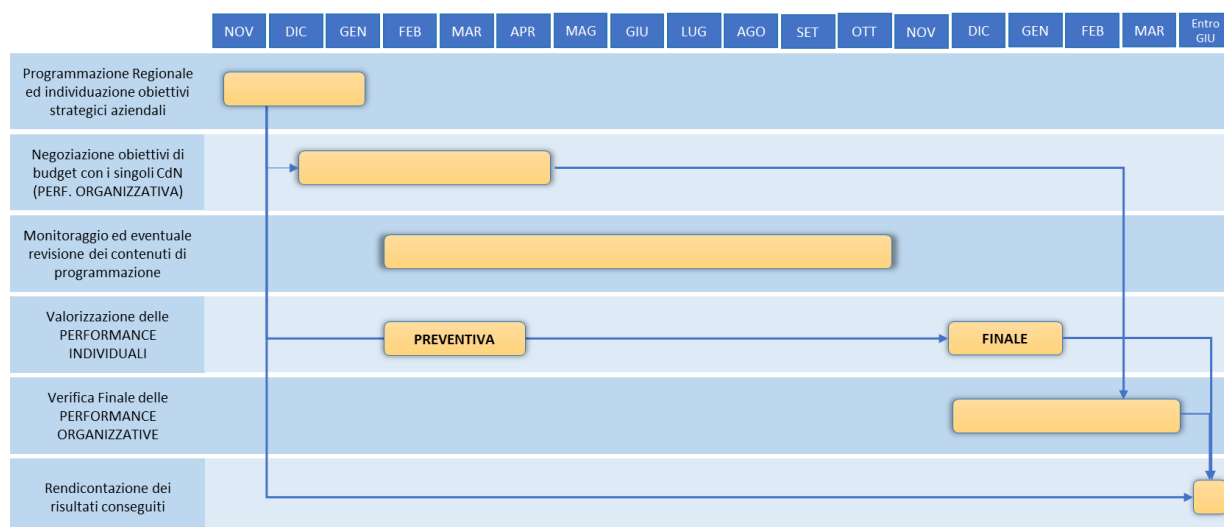 NOV DIC GEN FEB MAR APR MAG GIU LUG AGO SET OTT NOV DIC GEN FEB MAR Entro
GIU
Programmazione Regionale
ed individuazione obiettivi
strategici aziendali
Negoziazione obiettivi di
budget con i singoli CdN
(PERF. ORGANIZZATIVA)
Monitoraggio ed eventuale
revisione dei contenuti di
programmazione
Valorizzazione delle
PERFORMANCE
INDIVIDUALI
PREVENTIVA
FINALE
Verifica Finale delle
PERFORMANCE
ORGANIZZATIVE
Rendicontazione dei
risultati conseguiti